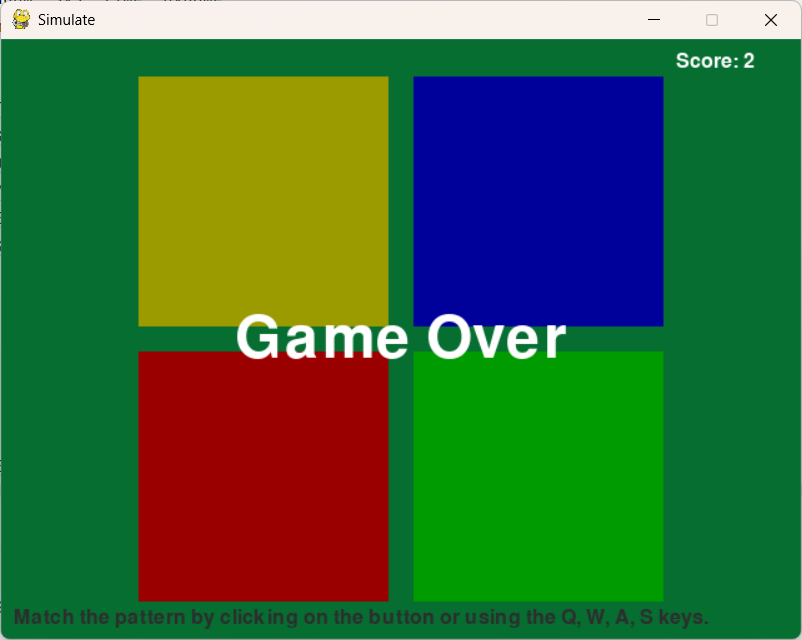 Simulate
Score: 2
Game Over
Match the pattern by clicking on the button or using the Q, W, A, S keys.